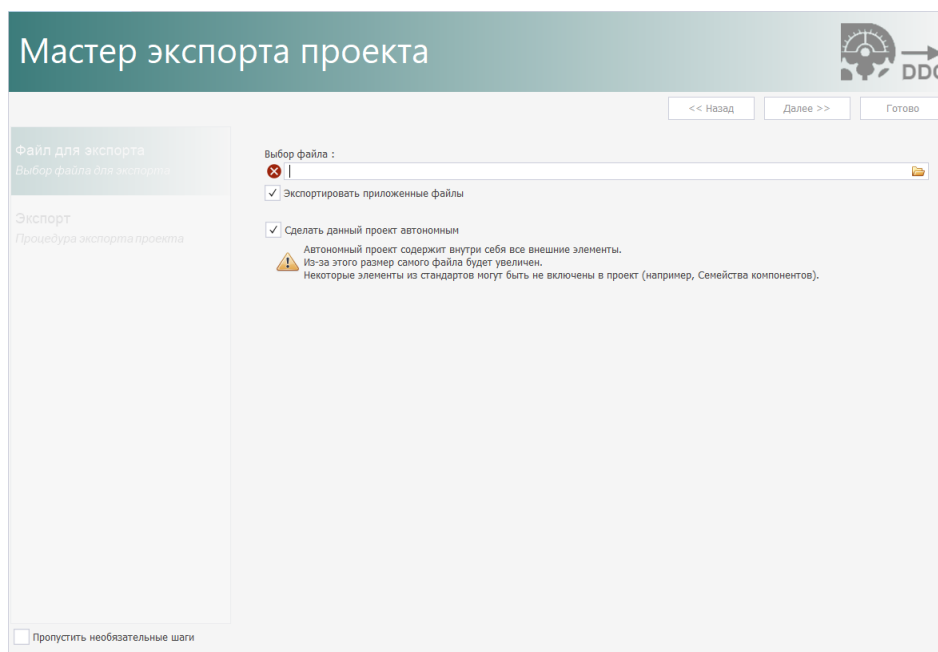 Мастер экспорта проекта
<< Назад
Далее >>
Готово
Файл для экспорта
Выбор файла для экспорта
Экспорт
Процедура экспорта проекта
Выбор файла :
Экспортировать приложенные файлы
Сделать данный проект автономным
Автономный проект содержит внутри себя все внешние элементы.
Из-за этого размер самого файла будет увеличен.
Некоторые элементы из стандартов могут быть не включены в проект (например, Семейства компонентов).
Пропустить необязательные шаги